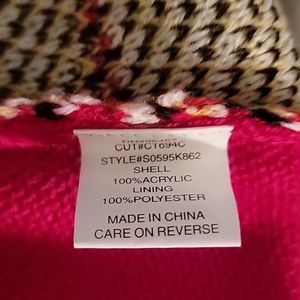 CUT#CT694C
STYLE#S0595K862
SHELL
100%ACRYLIC
LINING
100%POLYESTER
MADE IN CHINA
CARE ON REVERSE